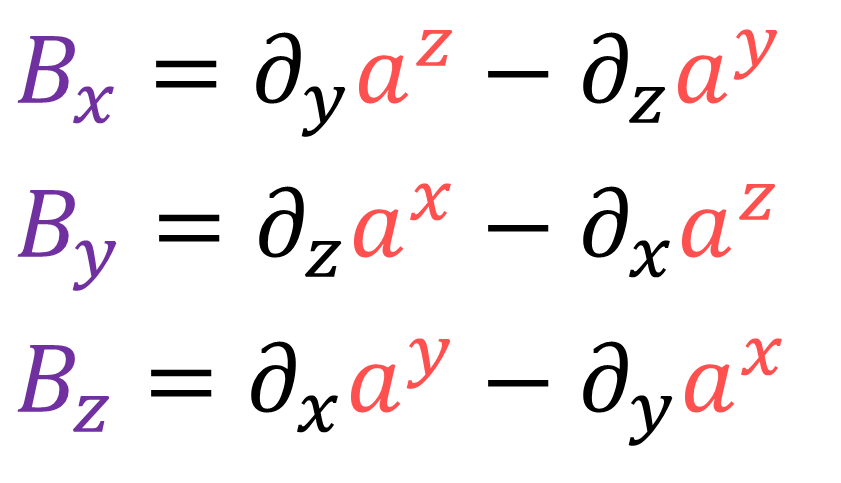 B_x = ∂_y a^z − ∂_z a^y
B_y = ∂_z a^x − ∂_x a^z
B_z = ∂_x a^y − ∂_y a^x